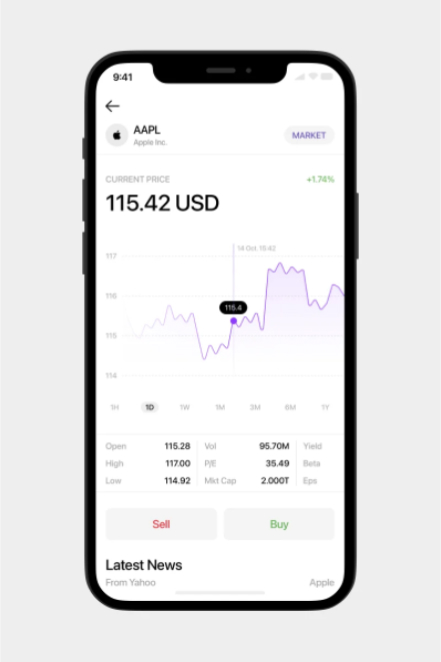 9:41
AAPL
Apple Inc.
MARKET
CURRENT PRICE +1.74%
115.42 USD
14 Oct, 15:42
117
116
115.4
115
114
1H 1D 1W 1M 3M 6M 1Y
Open 115.28 Vol 95.70M Yield
High 117.00 P/E 35.49 Beta
Low 114.92 Mkt Cap 2.000T Eps
Sell Buy
Latest News
From Yahoo Apple